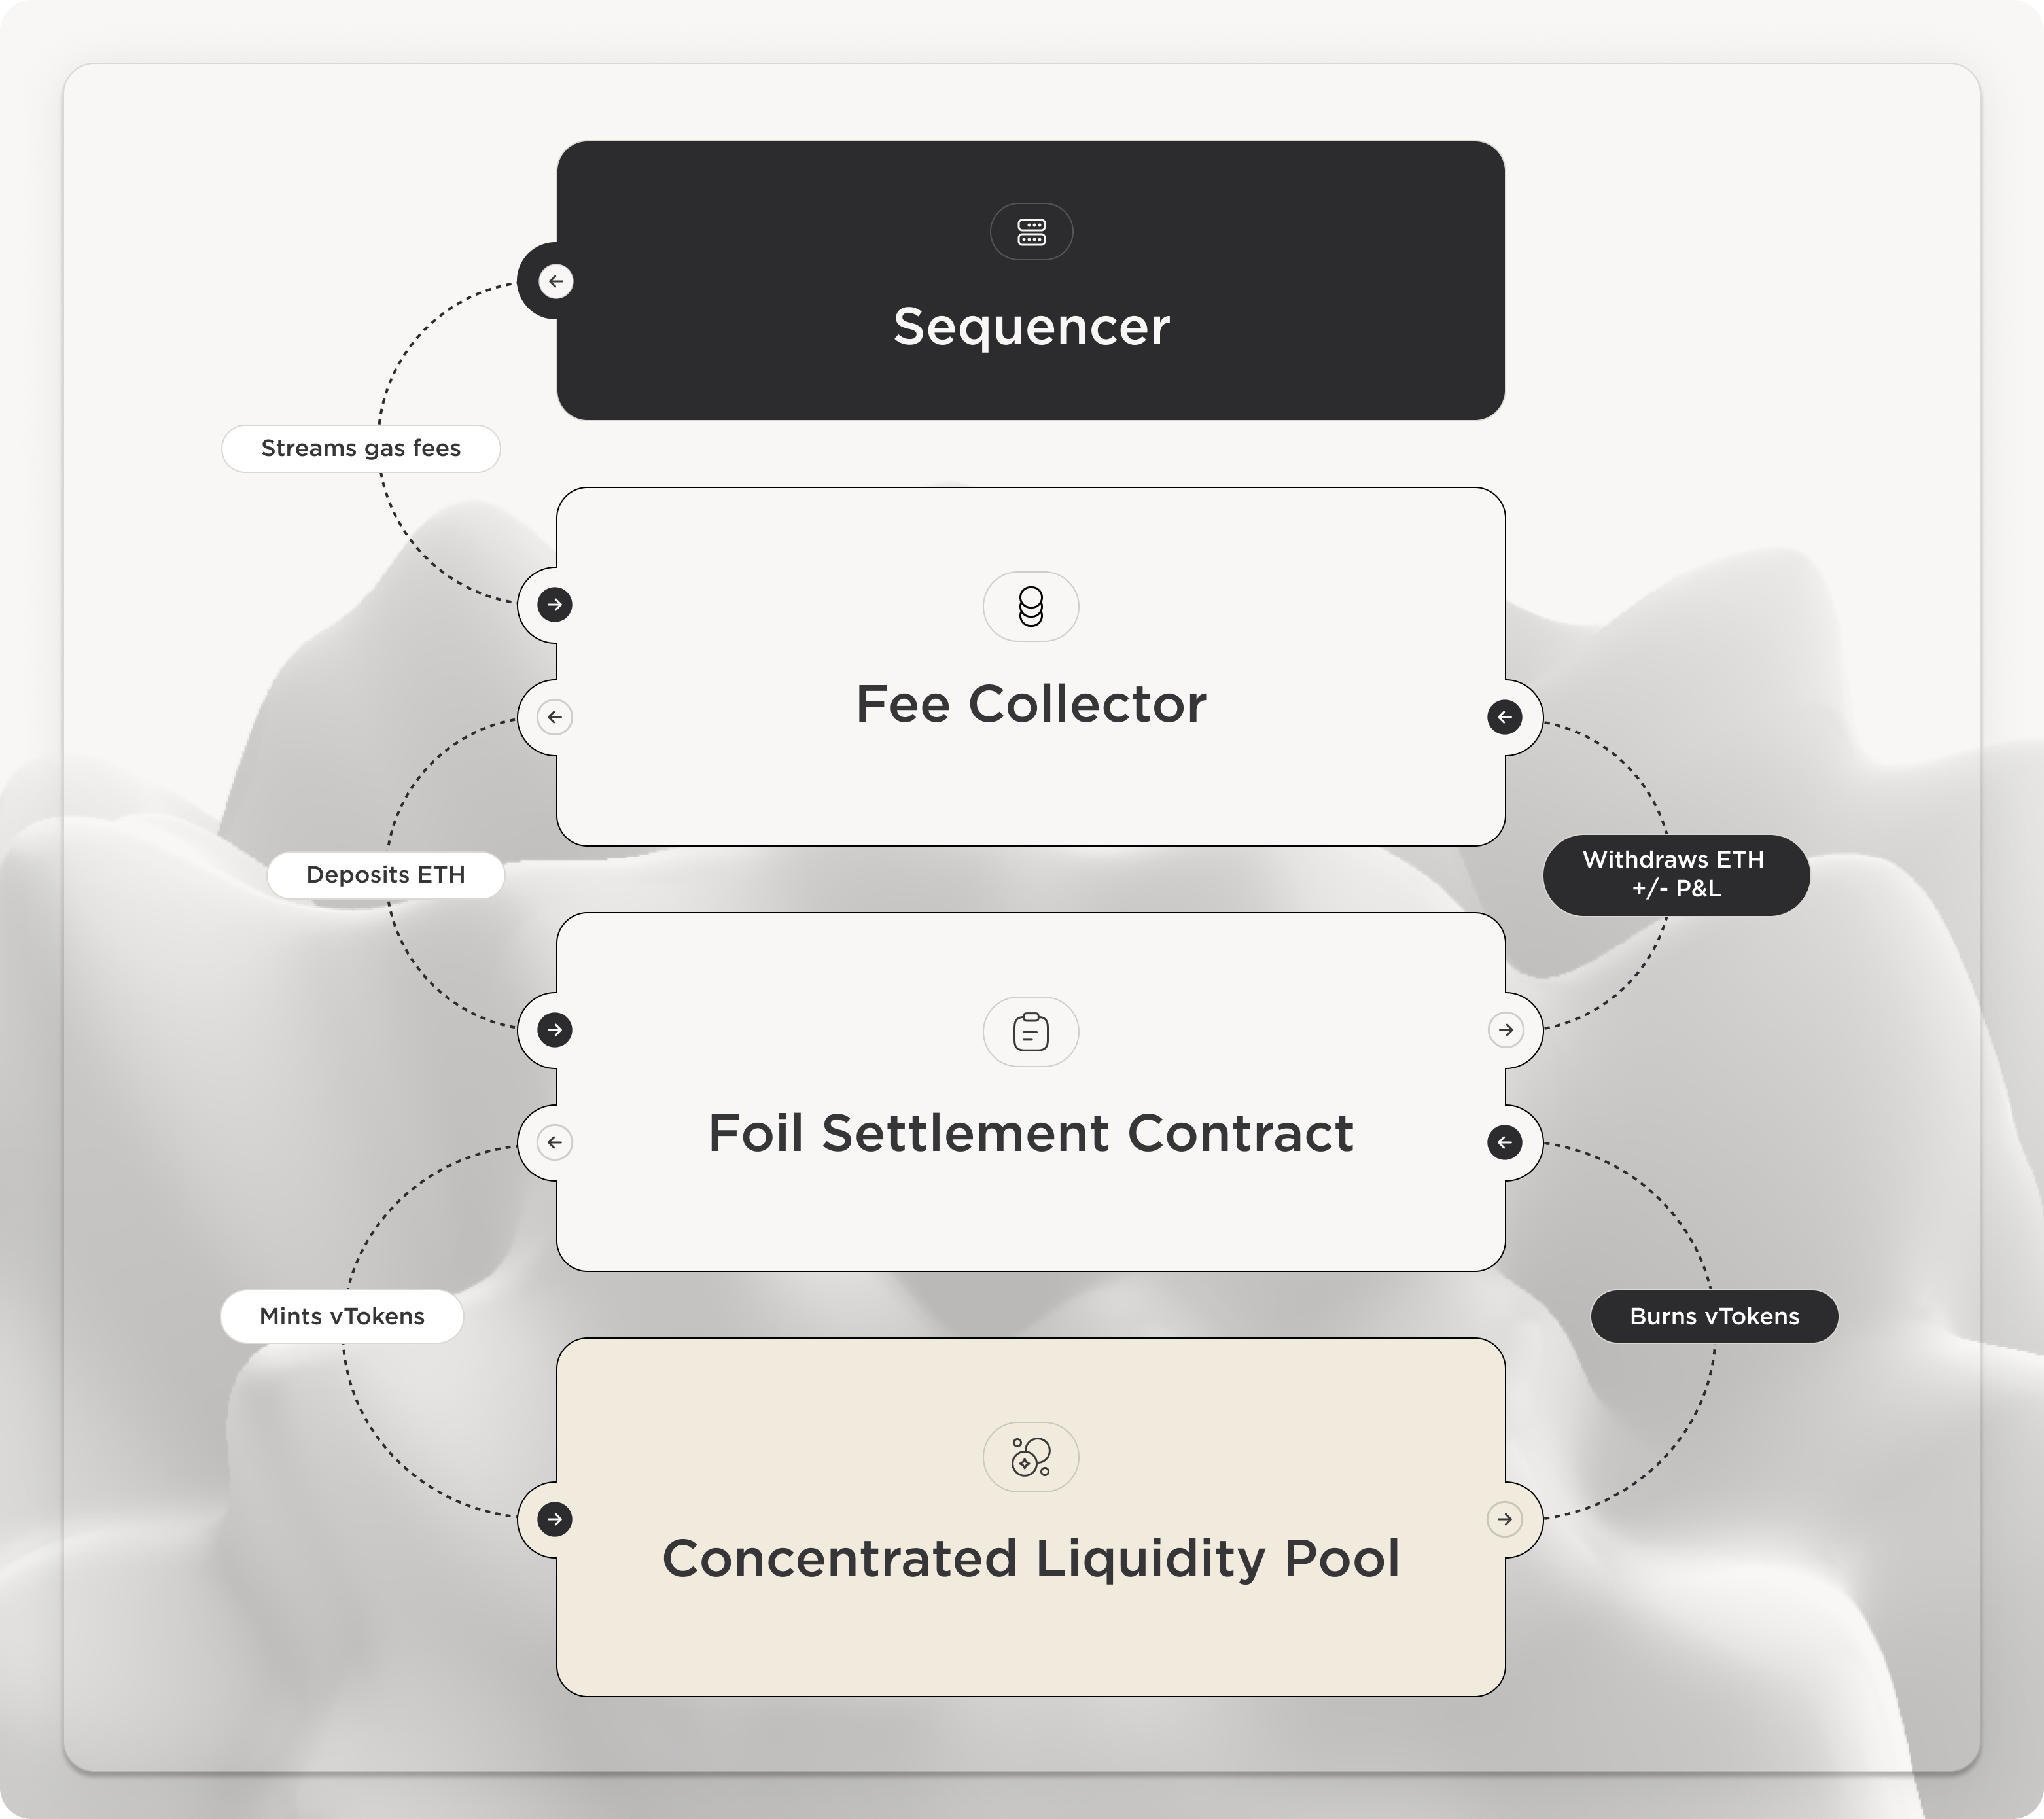 Sequencer
Streams gas fees
Fee Collector
Deposits ETH
Withdraws ETH
+/- P&L
Foil Settlement Contract
Mints vTokens
Burns vTokens
Concentrated Liquidity Pool